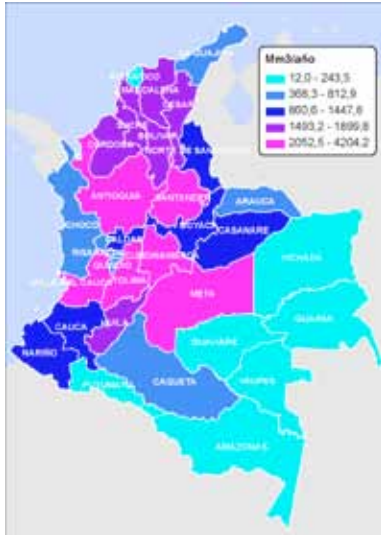 Mm3/año
12,0 - 243,5
368,3 - 812,9
860,6 - 1447,6
1493,2 - 1899,8
2052,5 - 4204,2
LA GUAJIRA
MAGDALENA
CESAR
SUCRE
BOLIVAR
CORDOBA
NORTE DE SANTANDER
ANTIOQUIA
SANTANDER
ARAUCA
CHOCO
BOYACA
CASANARE
CALDAS
CUNDINAMARCA
VICHADA
TOLIMA
VALLE DEL CAUCA
META
GUAINIA
CAUCA
HUILA
GUAVIARE
NARIÑO
CAQUETA
VAUPES
PUTUMAYO
AMAZONAS